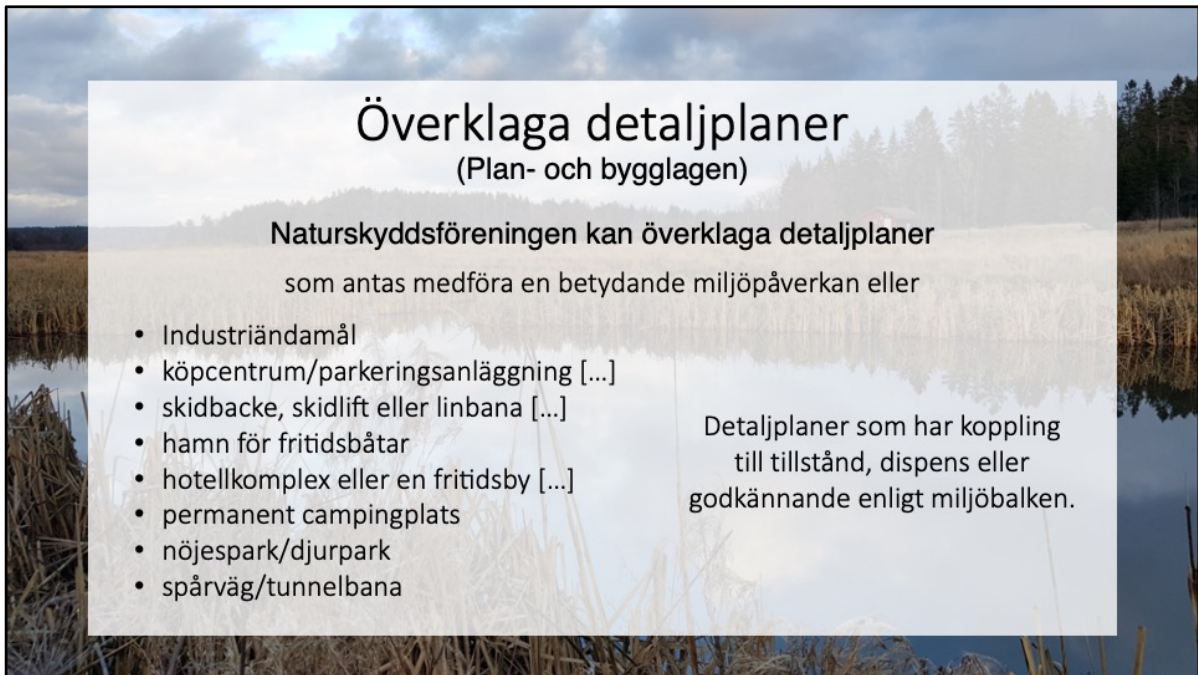 Överklaga detaljplaner
(Plan- och bygglagen)
Naturskyddsföreningen kan överklaga detaljplaner
som antas medföra en betydande miljöpåverkan eller
• Industriändamål
• köpcentrum/parkeringsanläggning [...]
• skidbacke, skidlift eller linbana [...]
• hamn för fritidsbåtar
• hotellkomplex eller en fritidsby [...]
• permanent campingplats
• nöjespark/djurpark
• spårväg/tunnelbana
Detaljplaner som har koppling
till tillstånd, dispens eller
godkännande enligt miljöbalken.